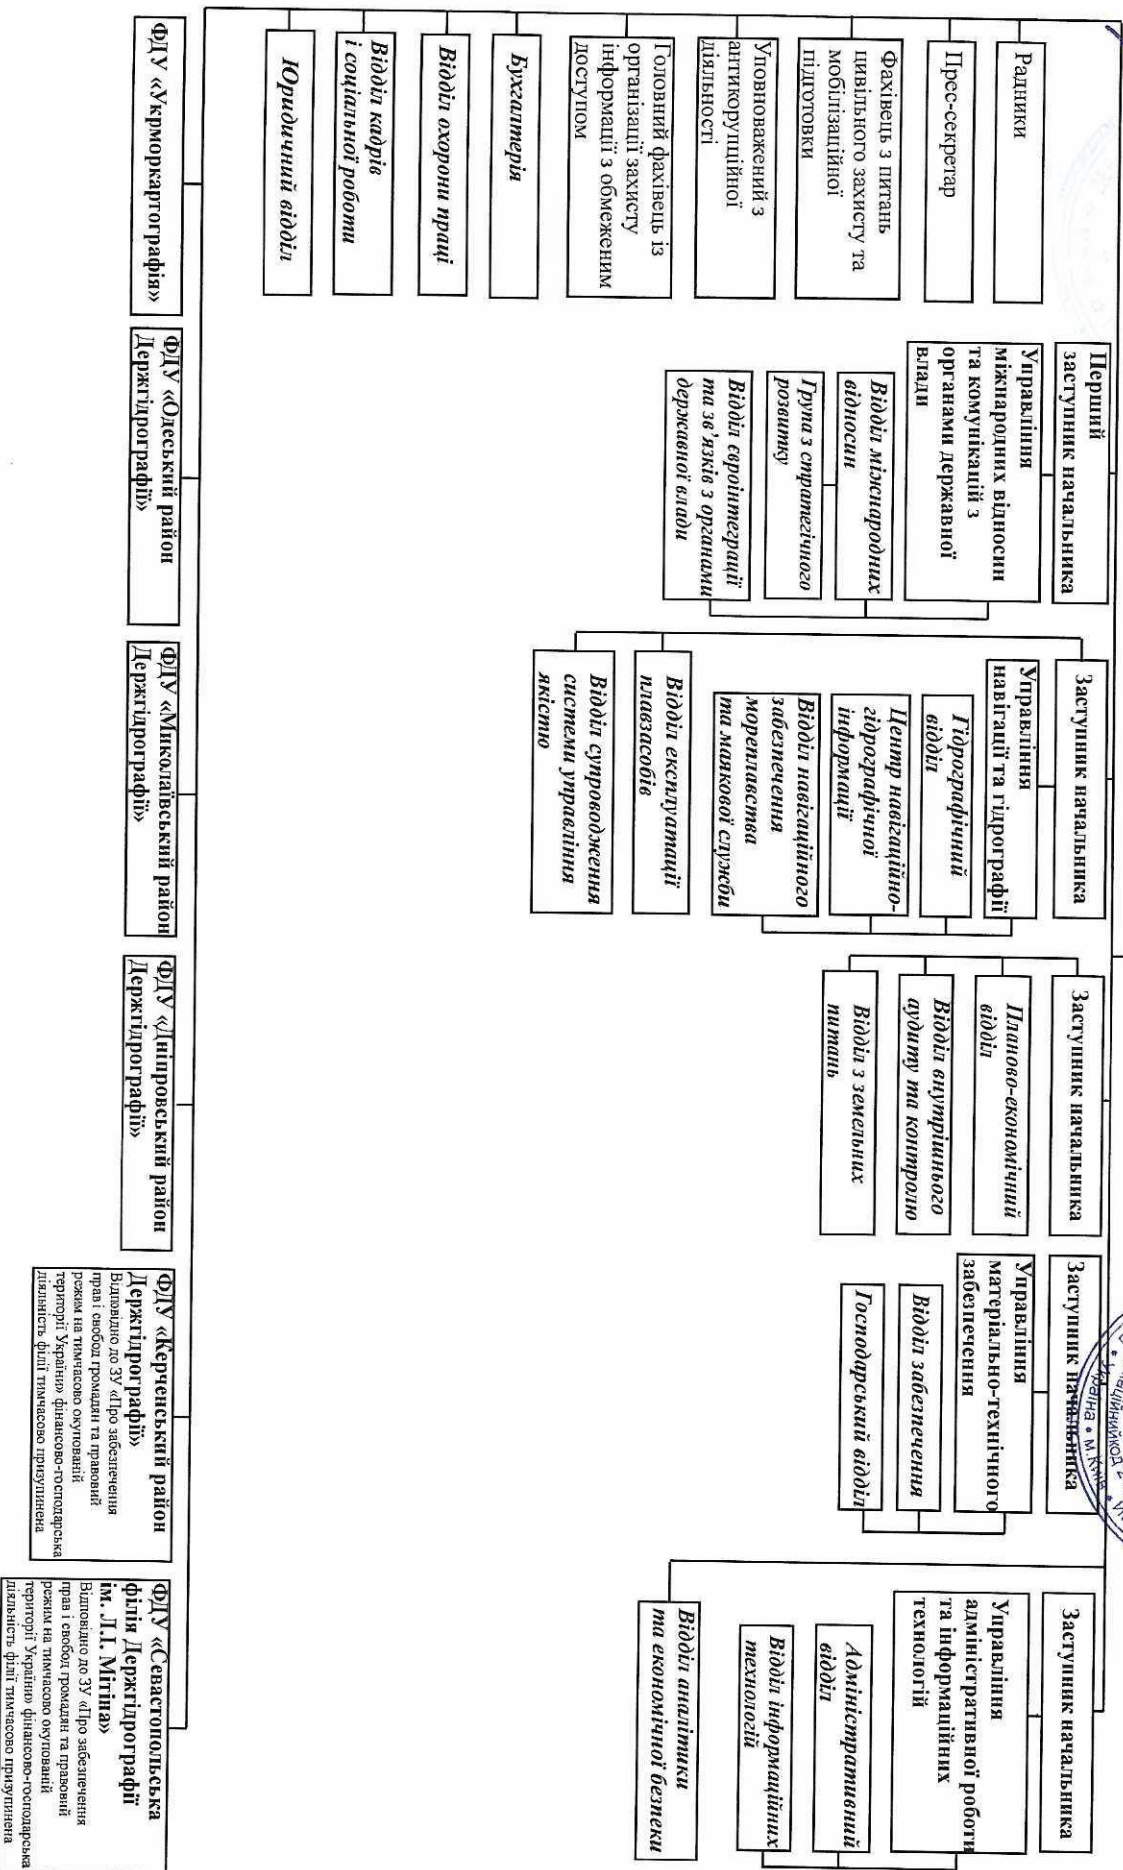 Радники
Прес-секретар
Фахівець з питань
цивільного захисту та
мобілізаційної
підготовки
Уповноважений з
антикорупційної
діяльності
Головний фахівець із
організації захисту
інформації з обмеженим
доступом
Бухгалтерія
Відділ охорони праці
Відділ кадрів
і соціальної роботи
Юридичний відділ
Перший
заступник начальника
Управління
міжнародних відносин
та комунікацій з
органами державної
влади
Відділ міжнародних
відносин
Група з стратегічного
розвитку
Відділ євроінтеграції
та зв’язків з органами
державної влади
Заступник начальника
Управління
навігації та гідрографії
Гідрографічний
відділ
Центр навігаційно-
гідрографічної
інформації
Відділ навігаційного
забезпечення
мореплавства
та маякової служби
Відділ експлуатації
плавзасобів
Відділ супроводження
системи управління
якістю
Заступник начальника
Планово-економічний
відділ
Відділ внутрішнього
аудиту та контролю
Відділ з земельних
питань
Заступник начальника
Управління
матеріально-технічного
забезпечення
Відділ забезпечення
Господарський відділ
Україна * м. Київ *
Заступник начальника
Управління
адміністративної роботи
та інформаційних
технологій
Адміністративний
відділ
Відділ інформаційних
технологій
Відділ аналітики
та економічної безпеки
ФДУ «Укрморкартографія»
ФДУ «Одеський район
Держгідрографії»
ФДУ «Миколаївський район
Держгідрографії»
ФДУ «Дніпровський район
Держгідрографії»
ФДУ «Керченський район
Держгідрографії»
Відповідно до ЗУ «Про забезпечення
прав і свобод громадян та правовий
режим на тимчасово окупованій
території України» фінансово-господарська
діяльність філії тимчасово призупинена
ФДУ «Севастопольська
філія Держгідрографії
ім. Л.І. Мітіна»
Відповідно до ЗУ «Про забезпечення
прав і свобод громадян та правовий
режим на тимчасово окупованій
території України» фінансово-господарська
діяльність філії тимчасово призупинена